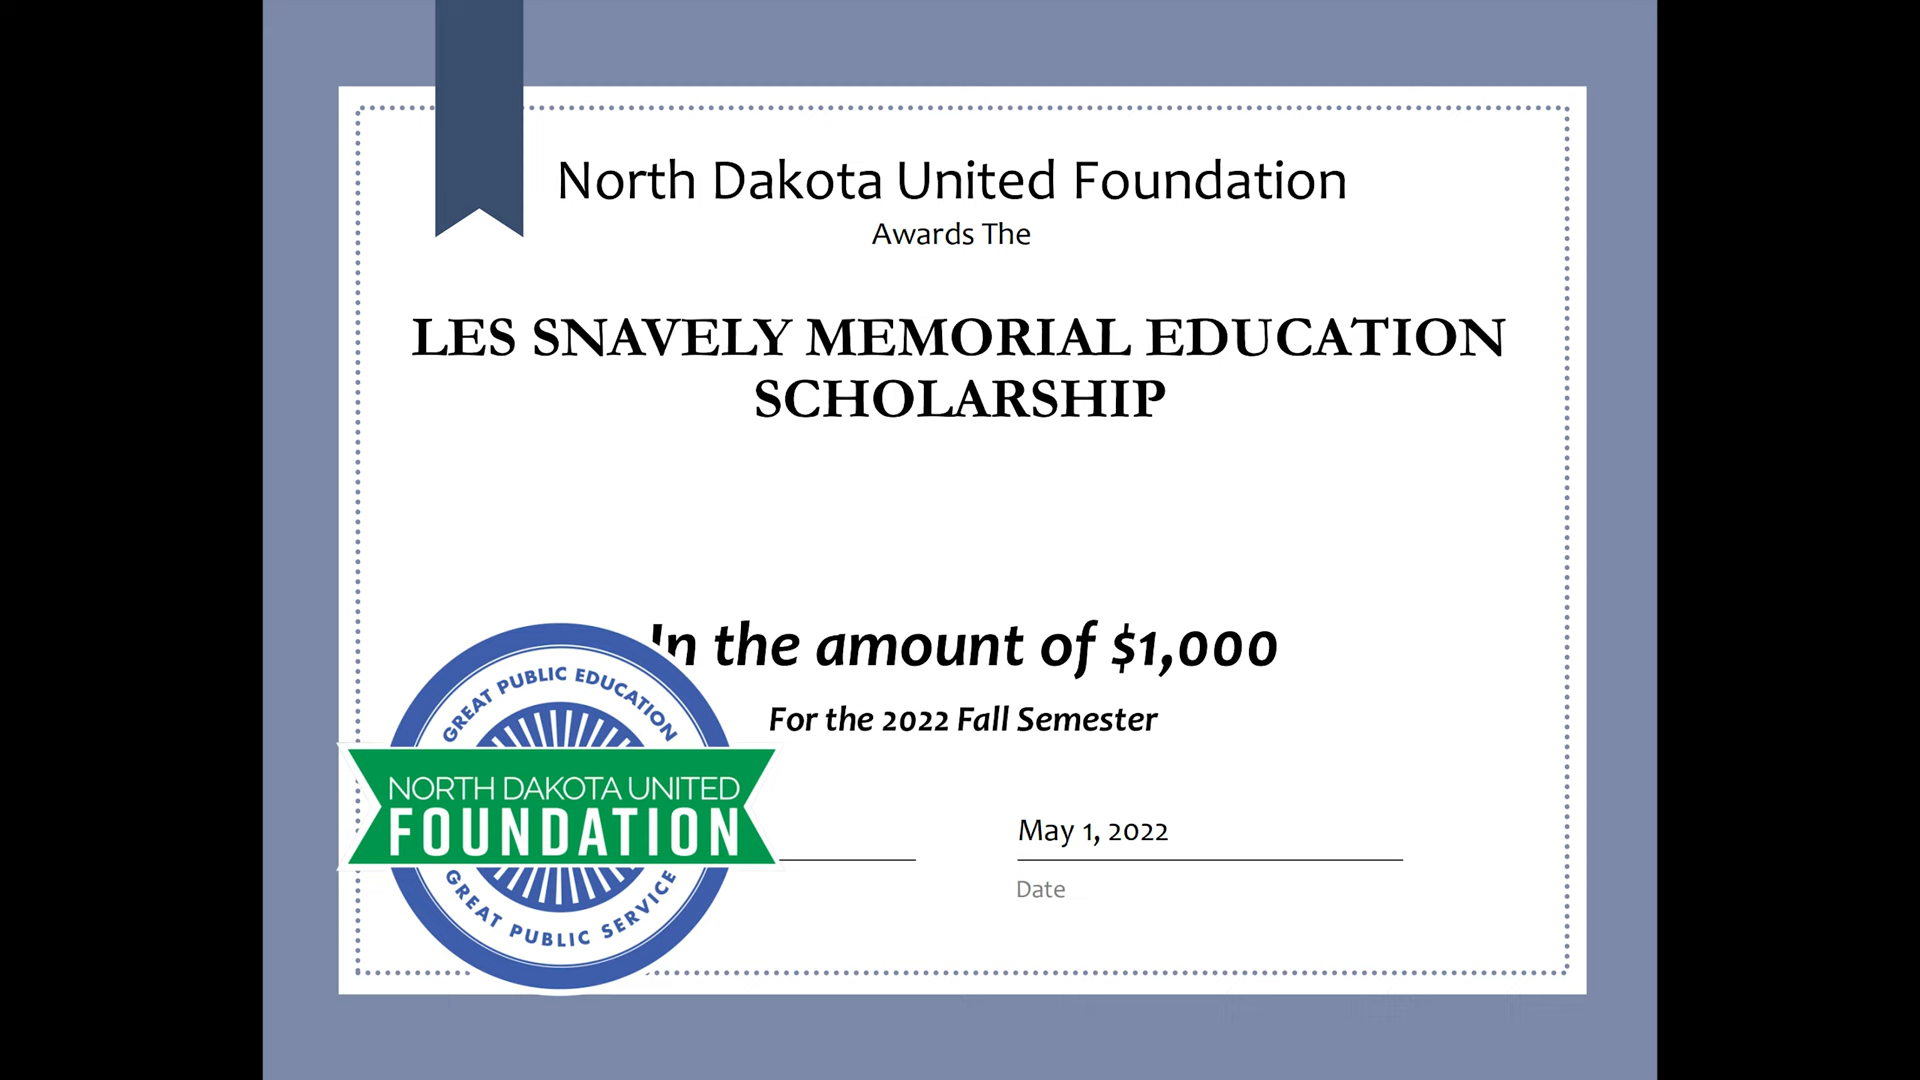 North Dakota United Foundation
Awards The
LES SNAVELY MEMORIAL EDUCATION
SCHOLARSHIP
In the amount of $1,000
For the 2022 Fall Semester
GREAT PUBLIC EDUCATION
NORTH DAKOTA UNITED
FOUNDATION
GREAT PUBLIC SERVICE
May 1, 2022
Date